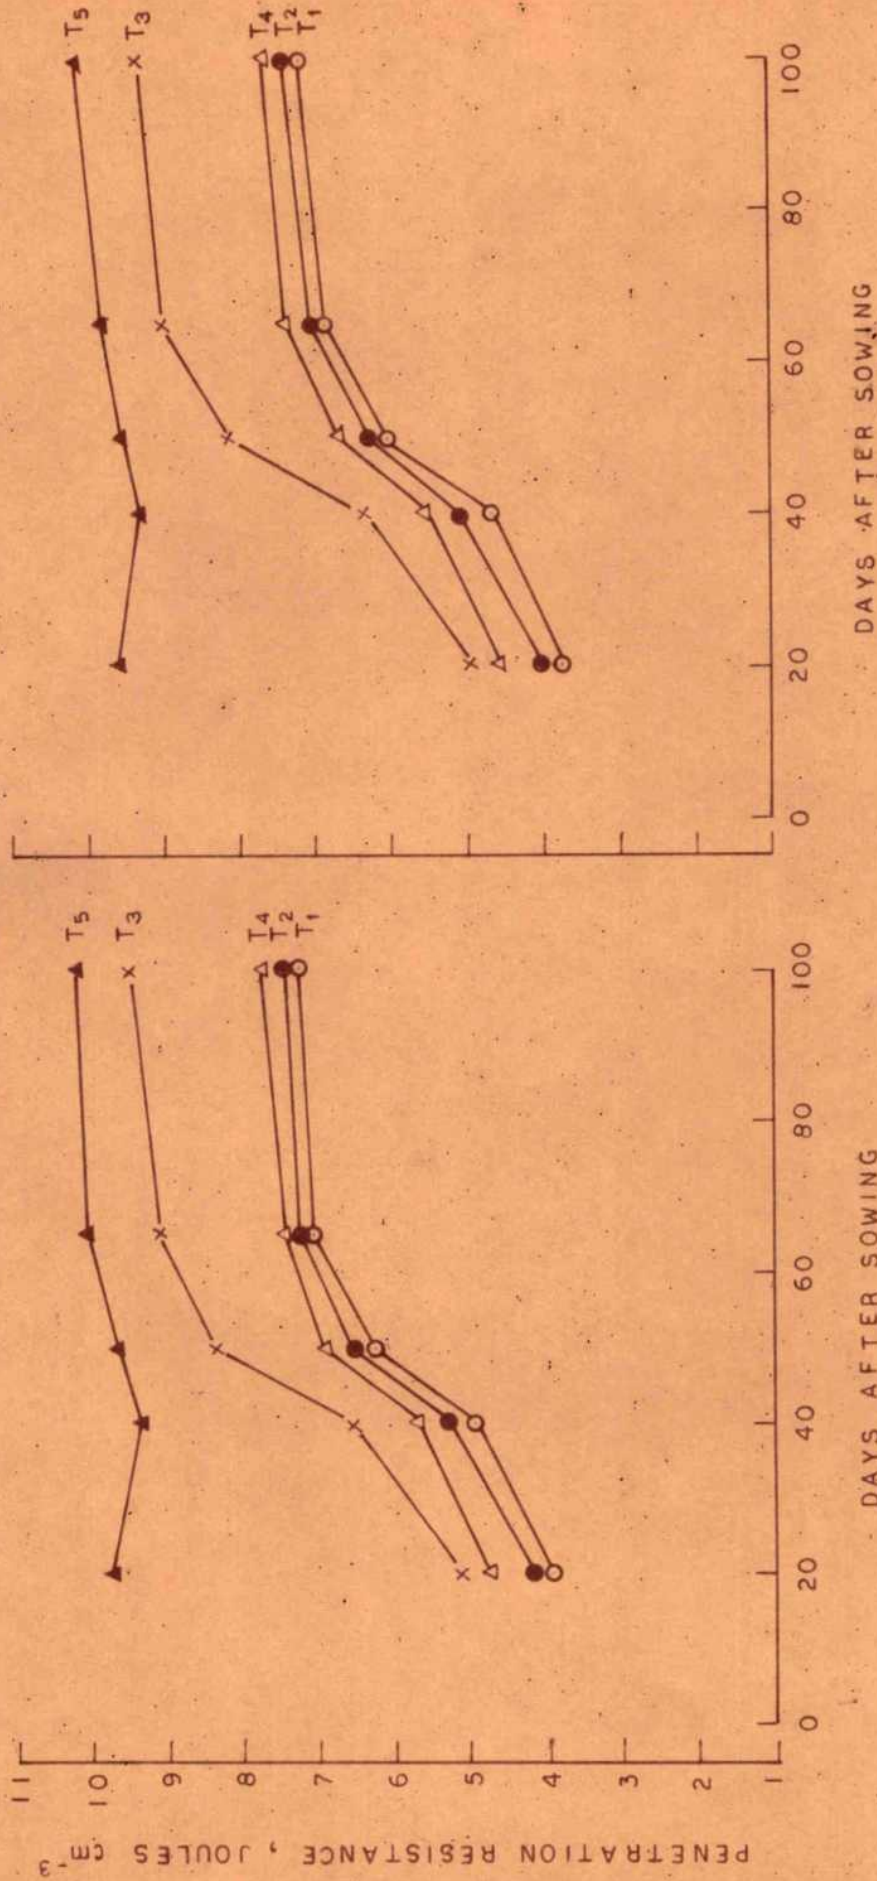 PENETRATION RESISTANCE, JOULES cm⁻³
11
10
9
8
7
6
5
4
3
2
1
T5
T3
T4
T2
T1
0 20 40 60 80 100
DAYS AFTER SOWING
T5
T3
T4
T2
T1
0 20 40 60 80 100
DAYS AFTER SOWING